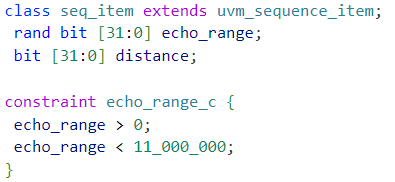 class seq_item extends uvm_sequence_item;
rand bit [31:0] echo_range;
bit [31:0] distance;
constraint echo_range_c {
echo_range > 0;
echo_range < 11_000_000;
}